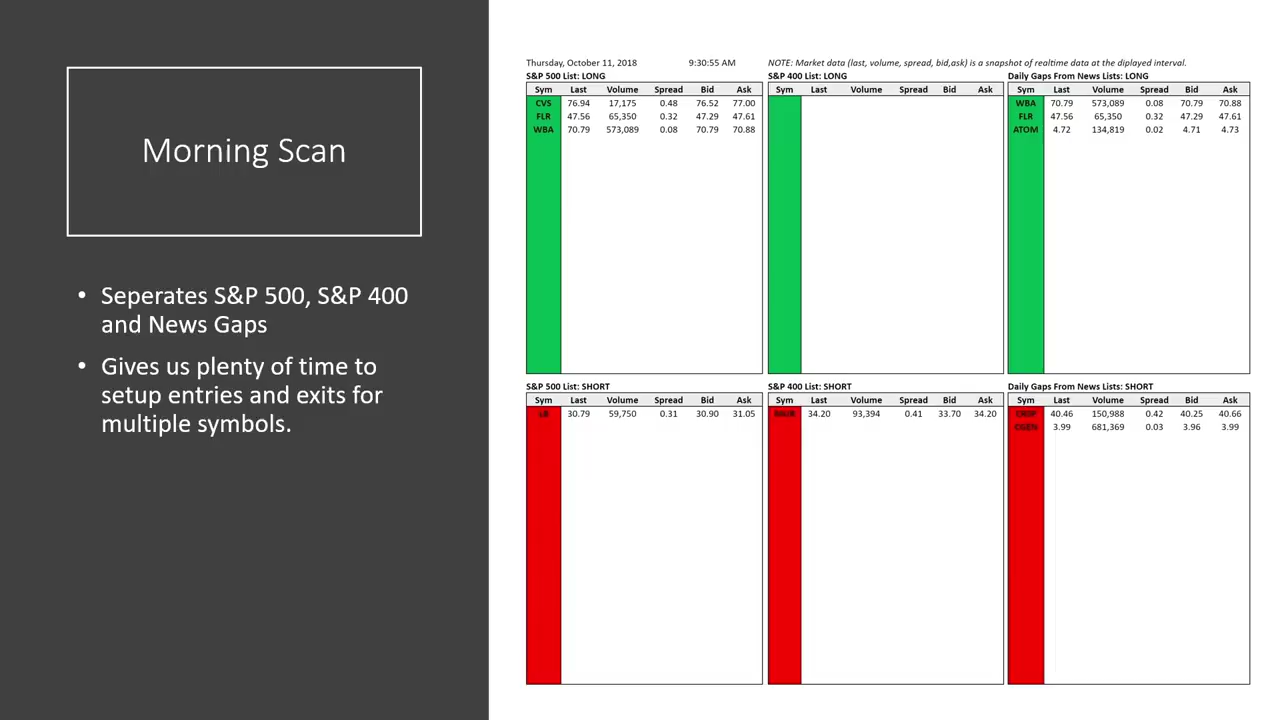 Morning Scan
• Seperates S&P 500, S&P 400
and News Gaps
• Gives us plenty of time to
setup entries and exits for
multiple symbols.
Thursday, October 11, 2018 9:30:55 AM NOTE: Market data (last, volume, spread, bid,ask) is a snapshot of realtime data at the diplayed interval.
S&P 500 List: LONG
Sym Last Volume Spread Bid Ask
CVS 76.94 17,175 0.48 76.52 77.00
FLR 47.56 65,350 0.32 47.29 47.61
WBA 70.79 573,089 0.08 70.79 70.88
S&P 400 List: LONG
Sym Last Volume Spread Bid Ask
Daily Gaps From News Lists: LONG
Sym Last Volume Spread Bid Ask
WBA 70.79 573,089 0.08 70.79 70.88
FLR 47.56 65,350 0.32 47.29 47.61
ATOM 4.72 134,819 0.02 4.71 4.73
S&P 500 List: SHORT
Sym Last Volume Spread Bid Ask
30.79 59,750 0.31 30.90 31.05
S&P 400 List: SHORT
Sym Last Volume Spread Bid Ask
34.20 93,394 0.41 33.70 34.20
Daily Gaps From News Lists: SHORT
Sym Last Volume Spread Bid Ask
40.46 150,988 0.42 40.25 40.66
3.99 681,369 0.03 3.96 3.99